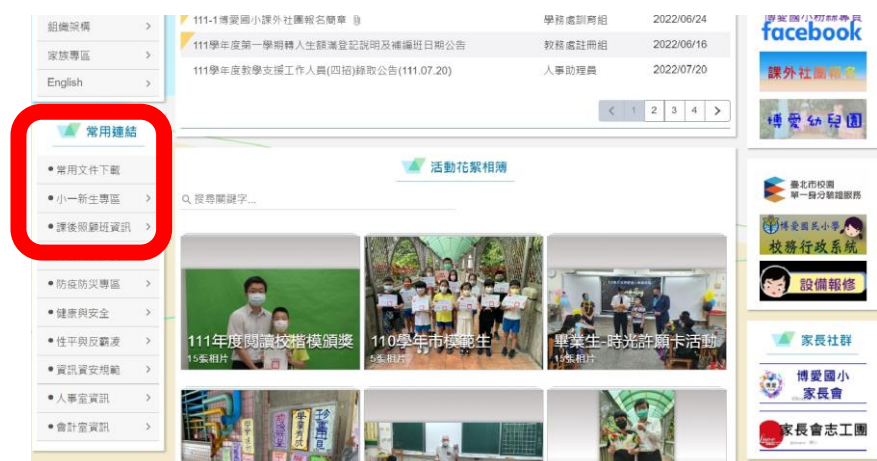 組織架構
家族專區
English
111-1博愛國小課外社團報名簡章
學務處訓育組
2022/06/24
111學年度第一學期轉人生額滿登記說明及補編班日期公告
教務處註冊組
2022/06/16
111學年度教學支援工作人員(四招)錄取公告(111.07.20)
人事助理員
2022/07/20
1
2
3
4
常用連結
常用文件下載
小一新生專區
課後照顧班資訊
防疫防災專區
健康與安全
性平與反霸凌
資訊資安規範
人事室資訊
會計室資訊
活動花絮相簿
搜尋關鍵字...
111年度閱讀校楷模頒獎
15張相片
110學年市模範生
5張相片
畢業生-時光許願卡活動
15張相片
博愛國小粉絲專頁
facebook
課外社團報名
博愛幼兒園
臺北市校園
單一身分驗證服務
博愛國民小學
校務行政系統
設備報修
家長社群
博愛國小
家長會
家長會志工團